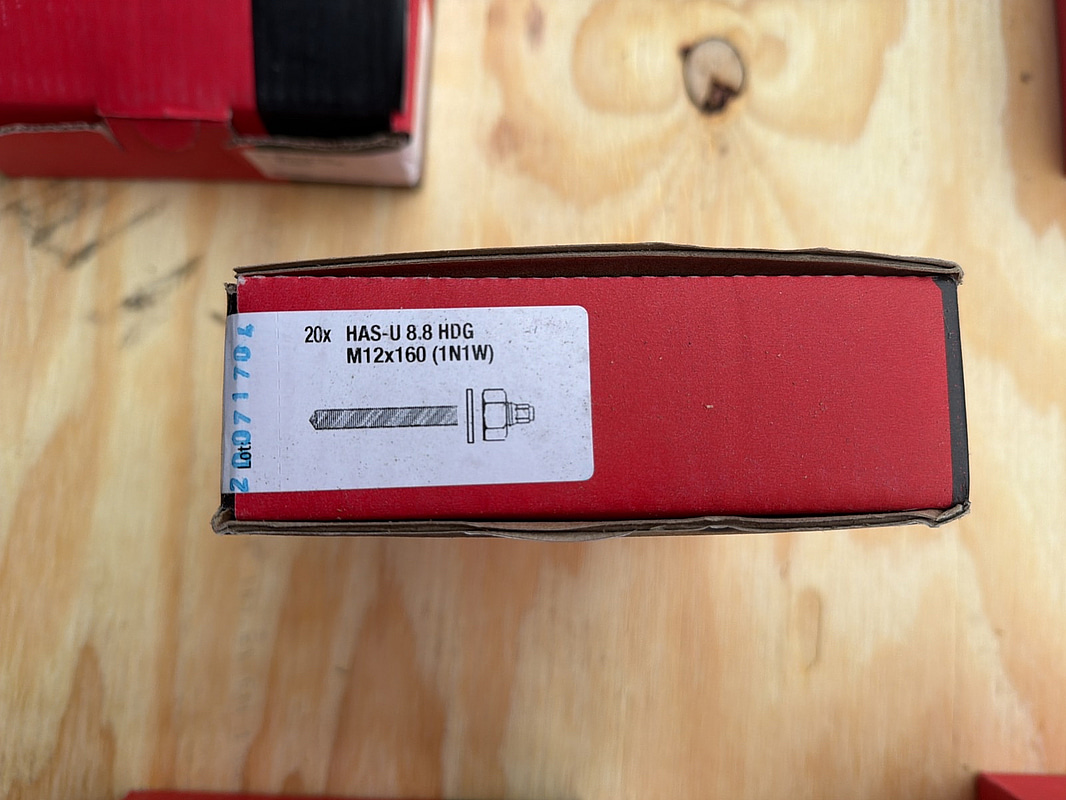 20x HAS-U 8.8 HDG
M12x160 (1N1W)
Lot:
20071704